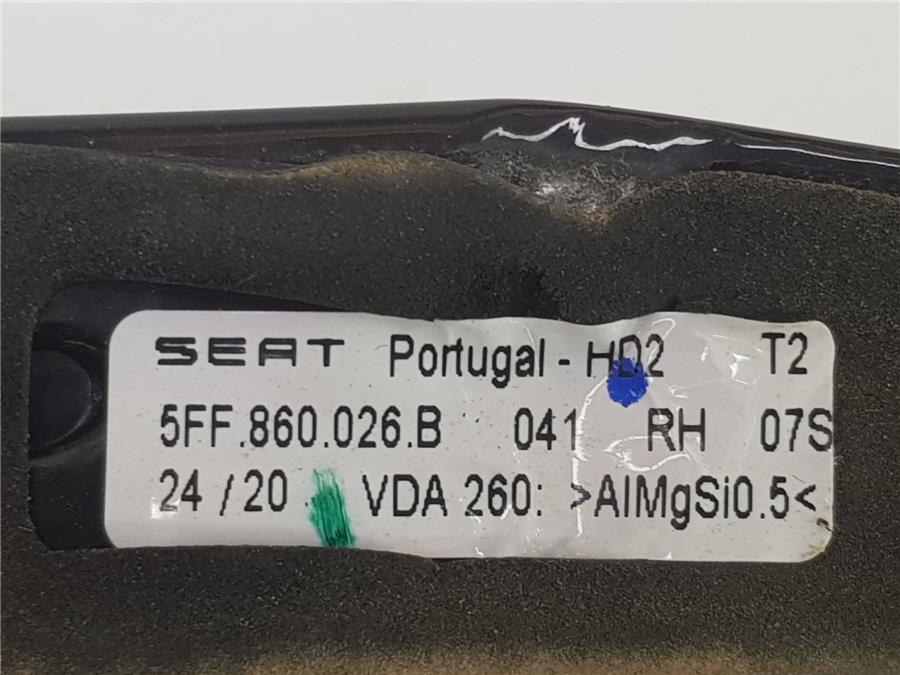 SEAT Portugal - HD2 T2
5FF.860.026.B 041 RH 07S
24 / 20 VDA 260: >AlMgSi0.5<